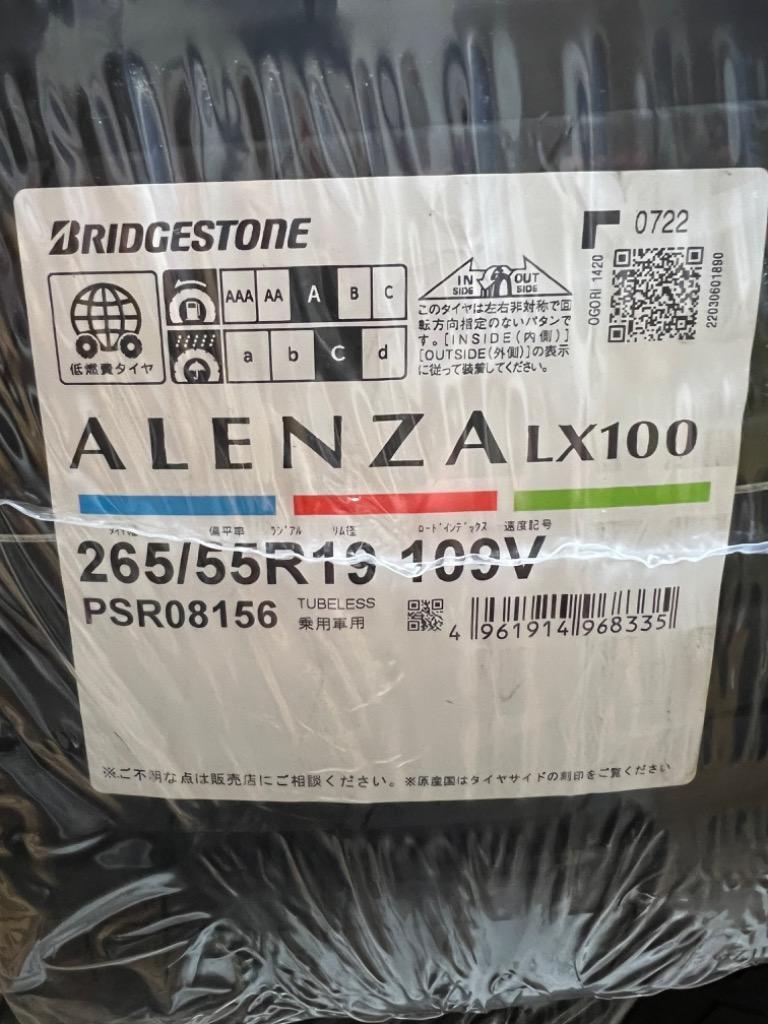 BRIDGESTONE
0722
低燃費タイヤ
AAA AA A B C
a b c d
IN SIDE OUT SIDE
このタイヤは左右非対称で回
転方向指定のないパタンで
す。[INSIDE(内側)]
[OUTSIDE(外側)]の表示
に従って装着してください。
OGORI 1420
22030601890
ALENZA LX100
偏平率 ラジアル リム径 ロードインデックス 速度記号
265/55R19 109V
PSR08156 TUBELESS
乗用車用
4 961914 968335
※ご不明な点は販売店にご相談ください。※原産国はタイヤサイドの刻印をご覧ください